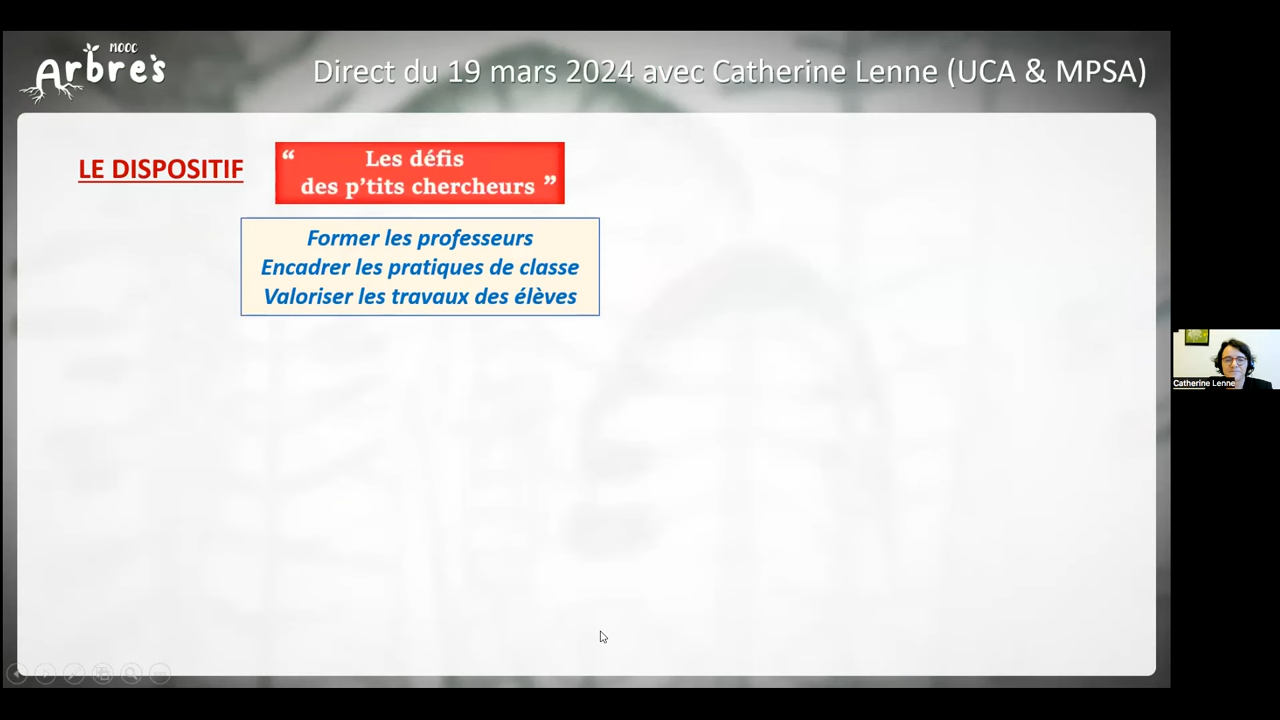 MOOC
Arbres
Direct du 19 mars 2024 avec Catherine Lenne (UCA & MPSA)
LE DISPOSITIF
“ Les défis
des p’tits chercheurs ”
Former les professeurs
Encadrer les pratiques de classe
Valoriser les travaux des élèves
Catherine Lenne